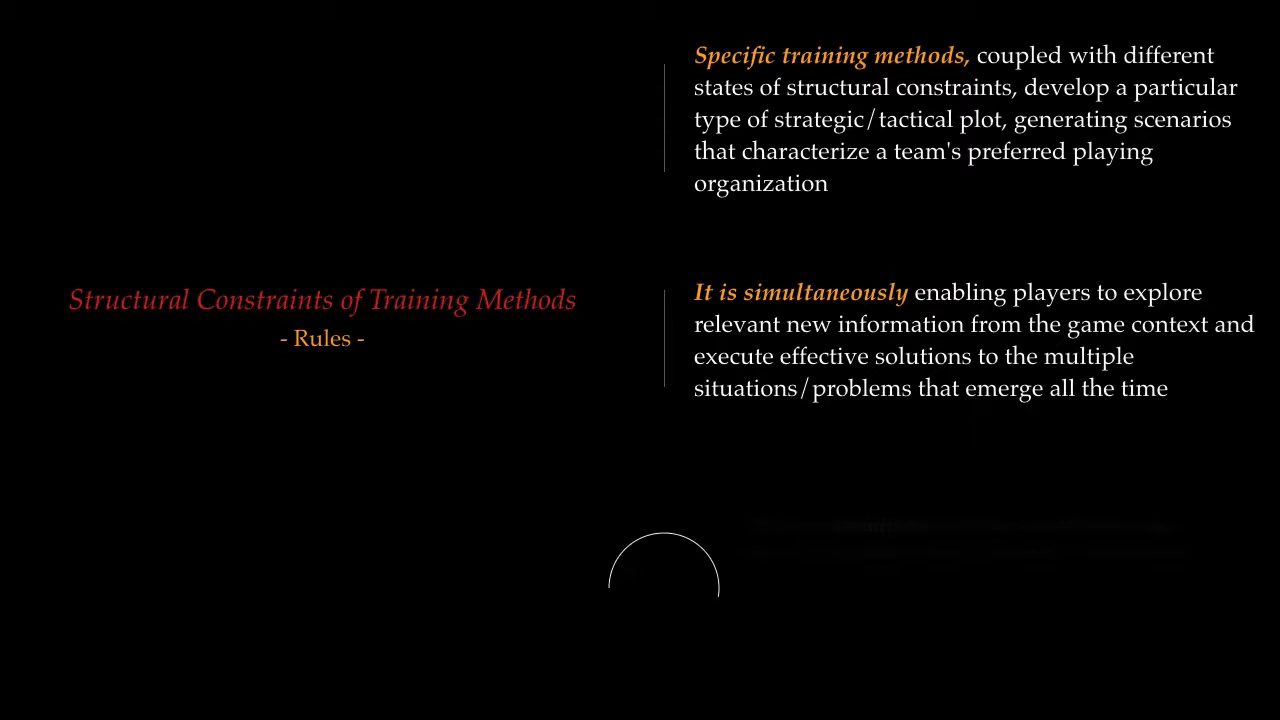 Specific training methods, coupled with different
states of structural constraints, develop a particular
type of strategic/tactical plot, generating scenarios
that characterize a team's preferred playing
organization
Structural Constraints of Training Methods
- Rules -
It is simultaneously enabling players to explore
relevant new information from the game context and
execute effective solutions to the multiple
situations/problems that emerge all the time